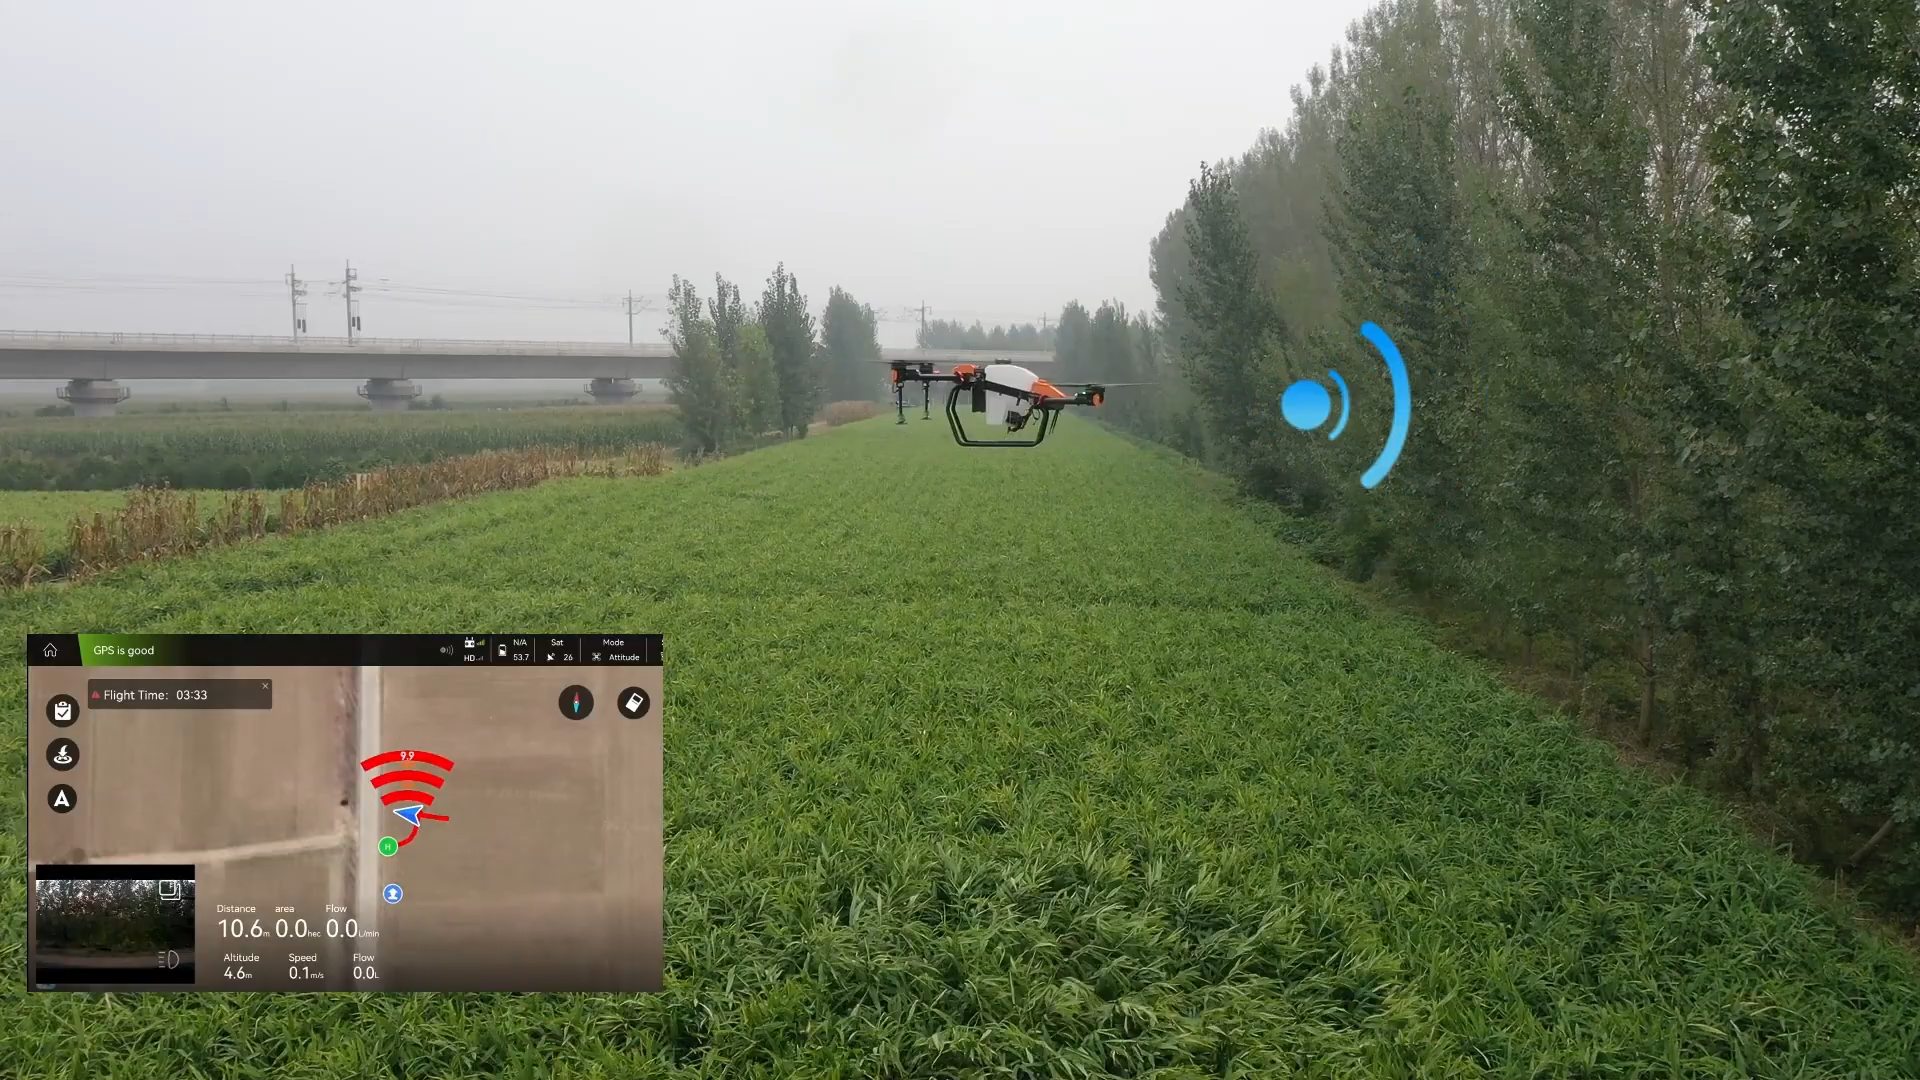 GPS is good
HD
N/A
53.7
Sat
26
Mode
Attitude
Flight Time: 03:33
9.9
H
Distance area Flow
10.6m 0.0hec 0.0L/min
Altitude Speed Flow
4.6m 0.1m/s 0.0L